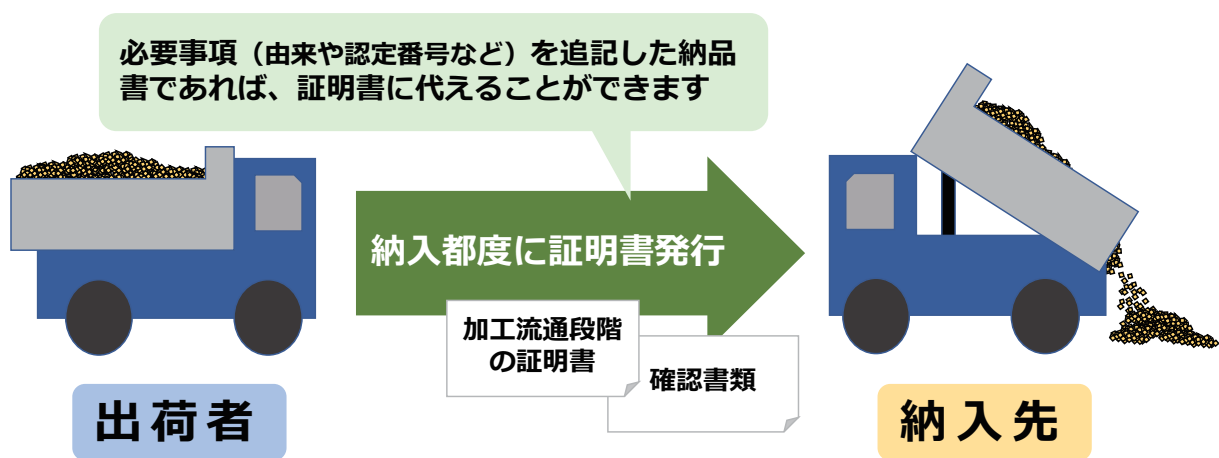 必要事項（由来や認定番号など）を追記した納品
書であれば、証明書に代えることができます
納入都度に証明書発行
加工流通段階
の証明書
確認書類
出荷者
納入先